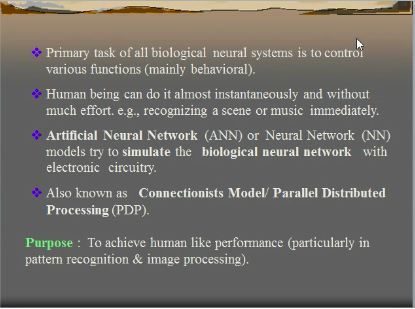 ❖ Primary task of all biological neural systems is to control
various functions (mainly behavioral).
❖ Human being can do it almost instantaneously and without
much effort. e.g., recognizing a scene or music immediately.
❖ Artificial Neural Network (ANN) or Neural Network (NN)
models try to simulate the biological neural network with
electronic circuitry.
❖ Also known as Connectionists Model/ Parallel Distributed
Processing (PDP).
Purpose : To achieve human like performance (particularly in
pattern recognition & image processing).